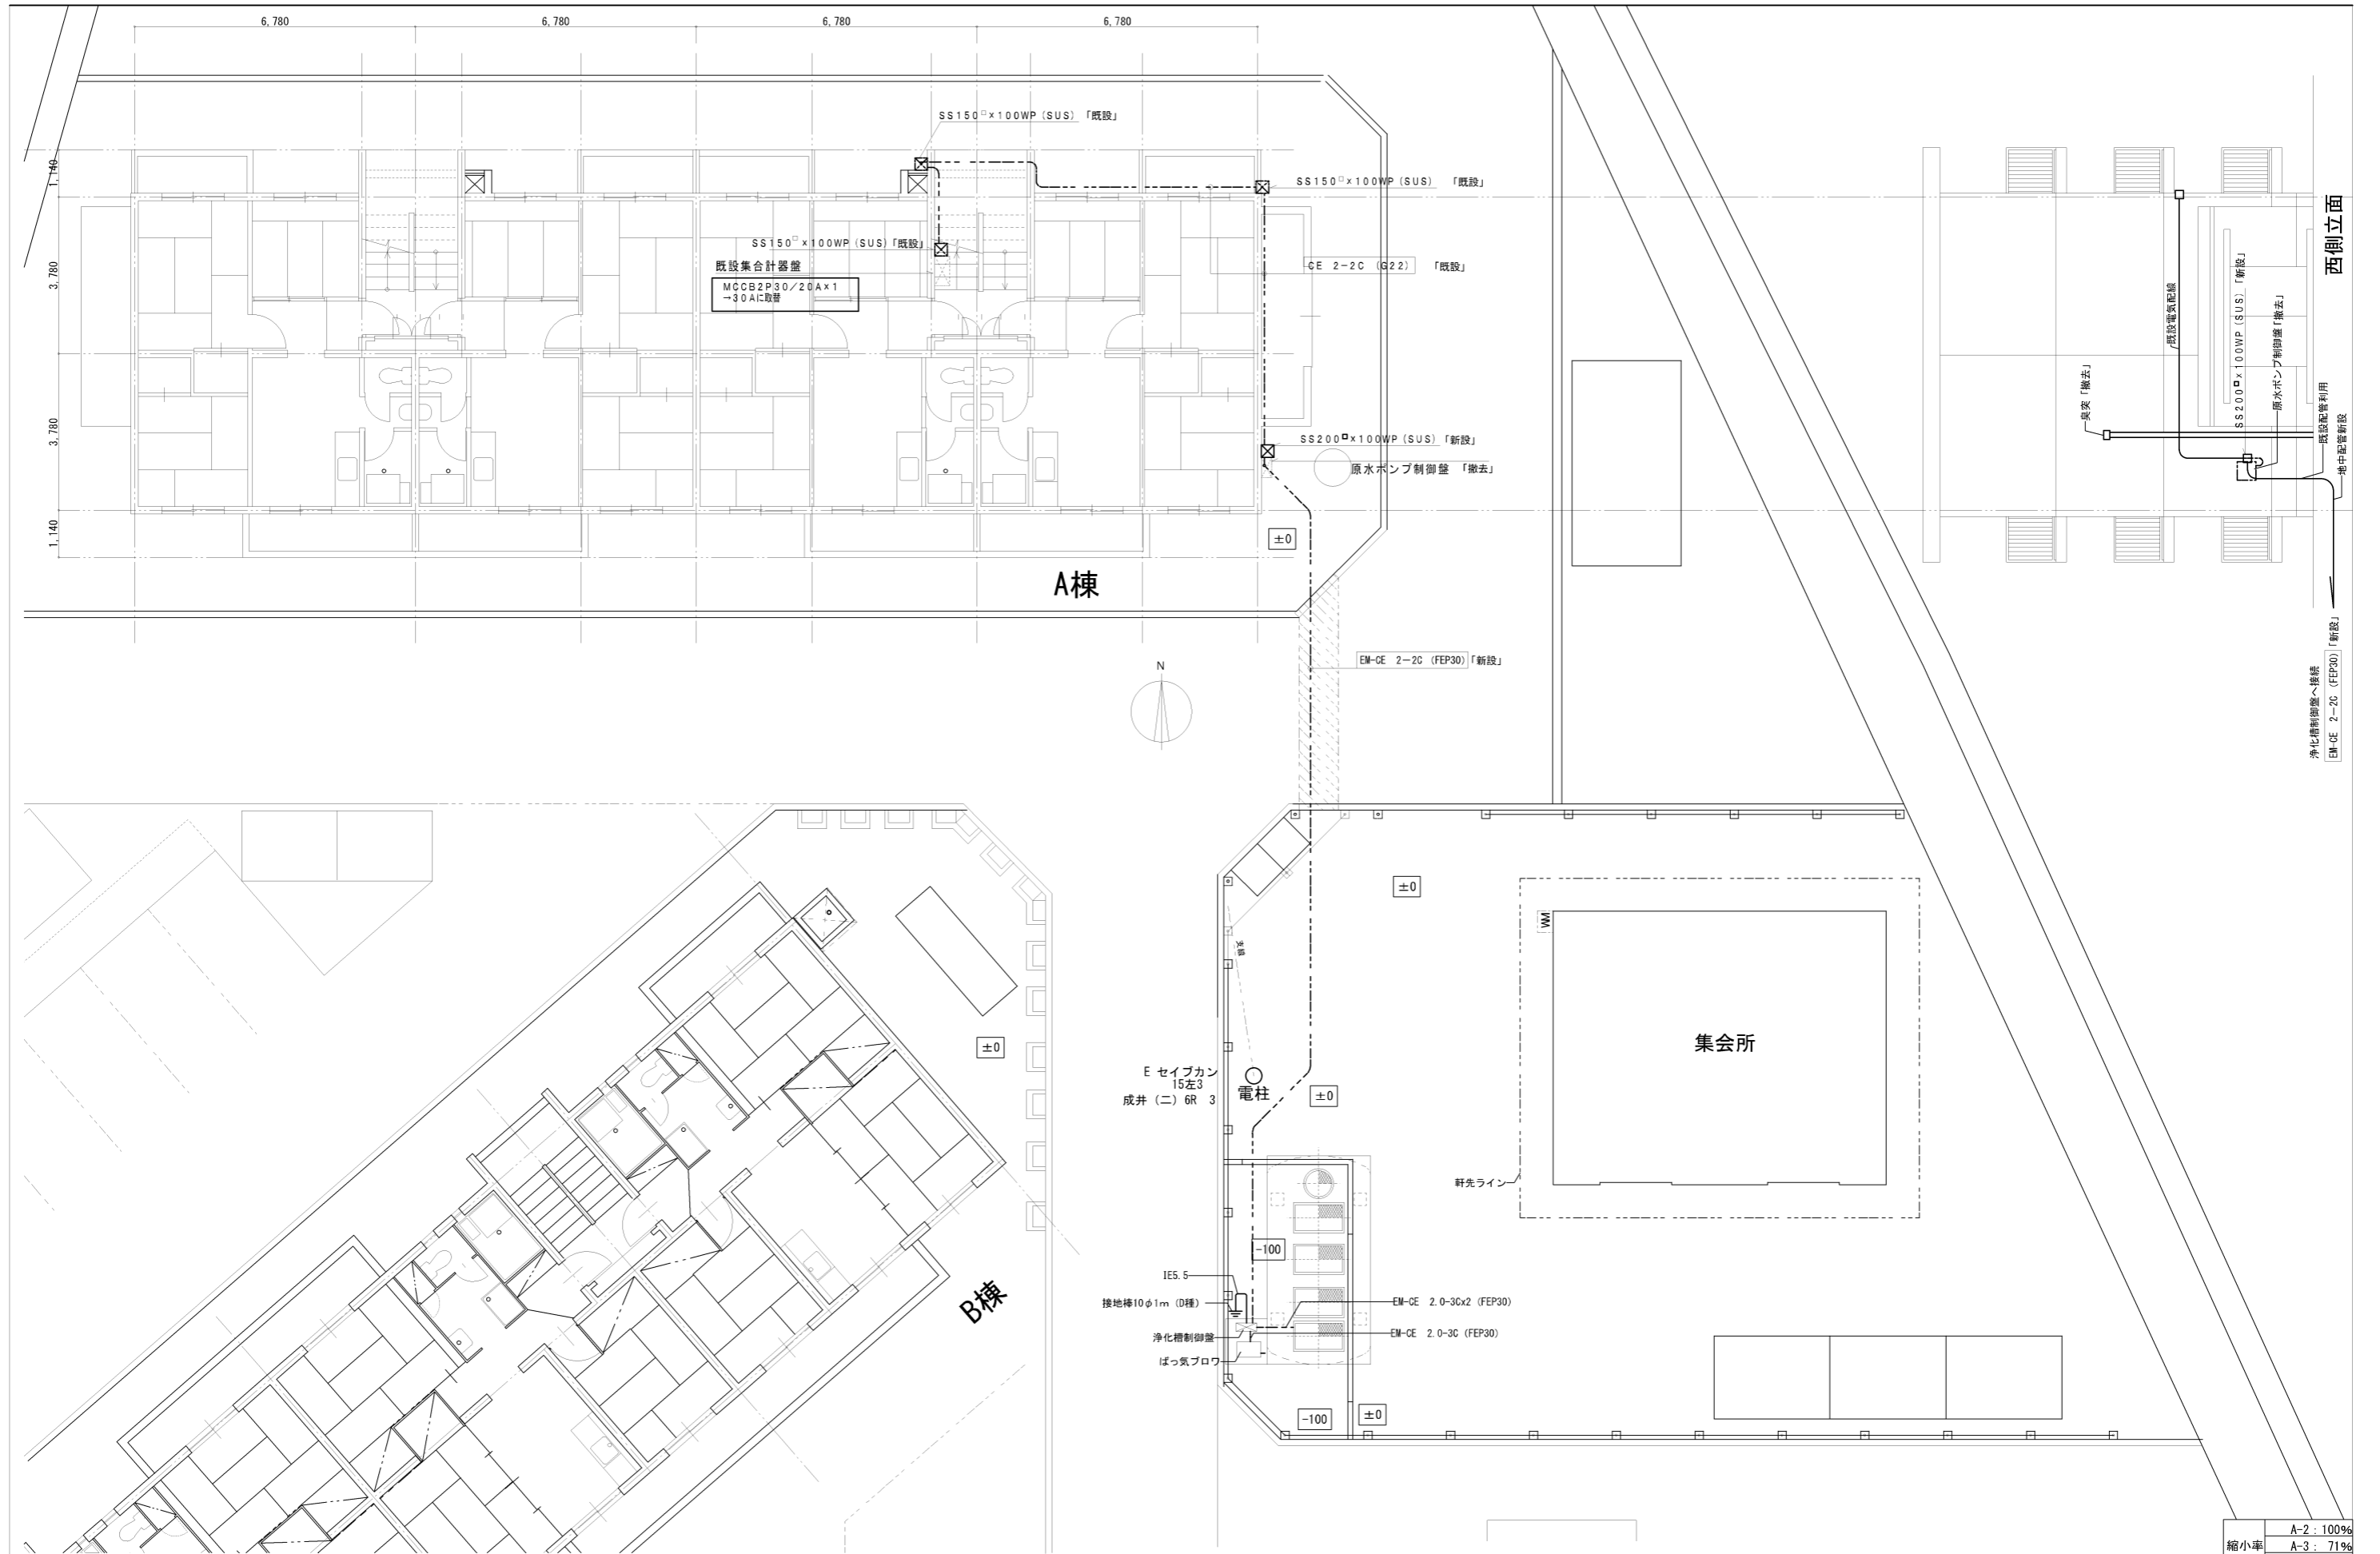 6,780
6,780
6,780
6,780
1,140
3,780
3,780
1,140
SS150□×100WP(SUS)「既設」
SS150□×100WP(SUS) 「既設」
SS150□×100WP(SUS)「既設」
既設集合計器盤
MCCB2P30/20A×1
→30Aに取替
CE 2-2C (G22) 「既設」
SS200□×100WP(SUS)「新設」
原水ポンプ制御盤 「撤去」
±0
A棟
EM-CE 2-2C (FEP30)「新設」
N
西側立面
既設電気配線
SS200□×100WP(SUS)「新設」
原水ポンプ制御盤「撤去」
臭突「撤去」
既設配管利用
地中配管新設
浄化槽制御盤へ接続
EM-CE 2-2C (FEP30)「新設」
±0
WM
集会所
軒先ライン
支線
±0
E セイブカン
15左3
成井(二)6R 3
電柱
±0
B棟
-100
IE5.5
接地棒10φ1m(D種)
浄化槽制御盤
ばっ気ブロワ
EM-CE 2.0-3Cx2 (FEP30)
EM-CE 2.0-3C (FEP30)
-100
±0
縮小率
A-2 : 100%
A-3 : 71%